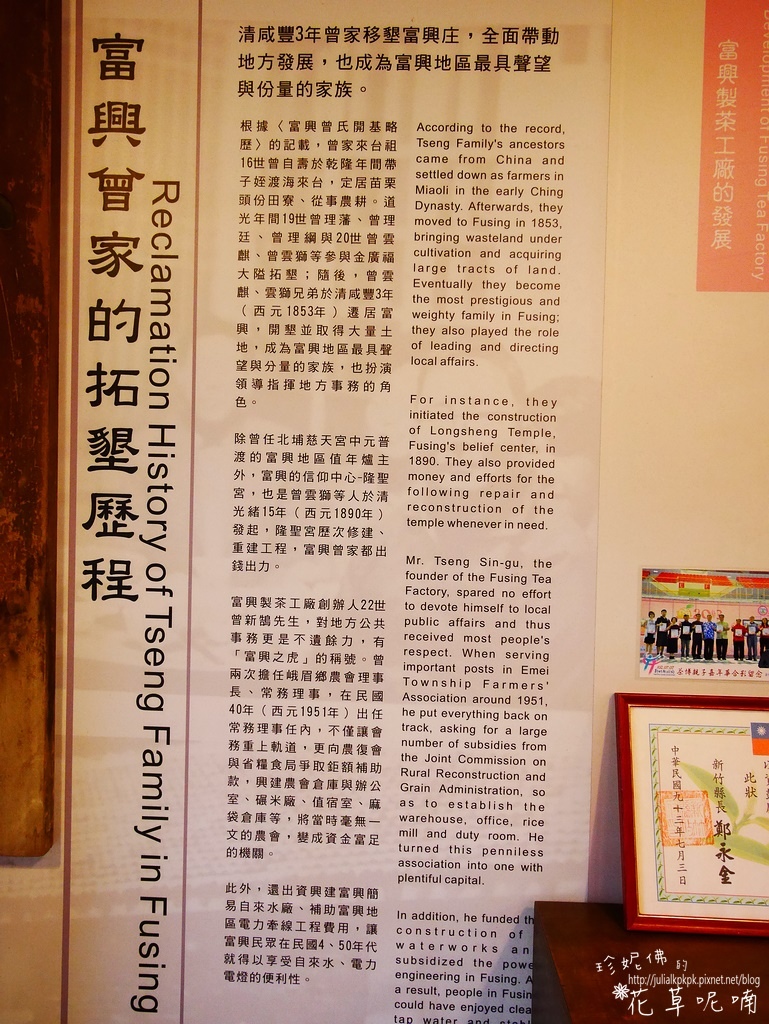 富興曾家的拓墾歷程
Reclamation History of Tseng Family in Fusing
清咸豐3年曾家移墾富興庄，全面帶動
地方發展，也成為富興地區最具聲望
與份量的家族。
根據〈富興曾氏開基略
歷〉的記載，曾家來台祖
16世曾自壽於乾隆年間帶
子姪渡海來台，定居苗栗
頭份田寮、從事農耕。道
光年間19世曾理藩、曾理
廷、曾理綱與20世曾雲
麒、曾雲獅等參與金廣福
大隘拓墾；隨後，曾雲
麒、雲獅兄弟於清咸豐3年
（西元1853年）遷居富
興，開墾並取得大量土
地，成為富興地區最具聲
望與分量的家族，也扮演
領導指揮地方事務的角
色。
除曾任北埔慈天宮中元普
渡的富興地區值年爐主
外，富興的信仰中心-隆聖
宮，也是曾雲獅等人於清
光緒15年（西元1890年）
發起，隆聖宮歷次修建、
重建工程，富興曾家都出
錢出力。
富興製茶工廠創辦人22世
曾新鵠先生，對地方公共
事務更是不遺餘力，有
「富興之虎」的稱號。曾
兩次擔任峨眉鄉農會理事
長、常務理事，在民國
40年（西元1951年）出任
常務理事任內，不僅讓會
務重上軌道，更向農復會
與省糧食局爭取鉅額補助
款，興建農會倉庫與辦公
室、碾米廠、值宿室、麻
袋倉庫等，將當時毫無一
文的農會，變成資金富足
的機關。
此外，還出資興建富興簡
易自來水廠、補助富興地
區電力牽線工程費用，讓
富興民眾在民國4、50年代
就得以享受自來水、電力
電燈的便利性。
According to the record,
Tseng Family's ancestors
came from China and
settled down as farmers in
Miaoli in the early Ching
Dynasty. Afterwards, they
moved to Fusing in 1853,
bringing wasteland under
cultivation and acquiring
large tracts of land.
Eventually they become
the most prestigious and
weighty family in Fusing;
they also played the role
of leading and directing
local affairs.
For instance, they
initiated the construction
of Longsheng Temple,
Fusing's belief center, in
1890. They also provided
money and efforts for the
following repair and
reconstruction of the
temple whenever in need.
Mr. Tseng Sin-gu, the
founder of the Fusing Tea
Factory, spared no effort
to devote himself to local
public affairs and thus
received most people's
respect. When serving
important posts in Emei
Township Farmers'
Association around 1951,
he put everything back on
track, asking for a large
number of subsidies from
the Joint Commission on
Rural Reconstruction and
Grain Administration, so
as to establish the
warehouse, office, rice
mill and duty room. He
turned this penniless
association into one with
plentiful capital.
In addition, he funded th
construction of
waterworks an
subsidized the powe
engineering in Fusing. A
a result, people in Fusin
could have enjoyed clea
tap water and stabl
富興製茶工廠的發展
Development of Fusing Tea Factory
此狀
新竹縣長 鄭永金
中華民國九十三年七月三日
珍妮佛的
http://julialkpkpk.pixnet.net/blog
花草呢喃